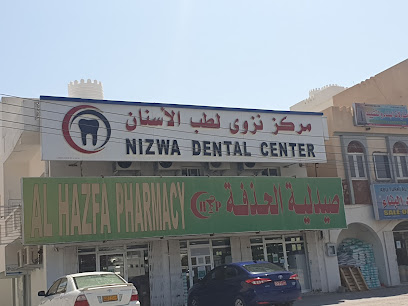 مركز نزوى لطب الأسنان
NIZWA DENTAL CENTER
AL HAZFA PHARMACY صيدلية الحذفة